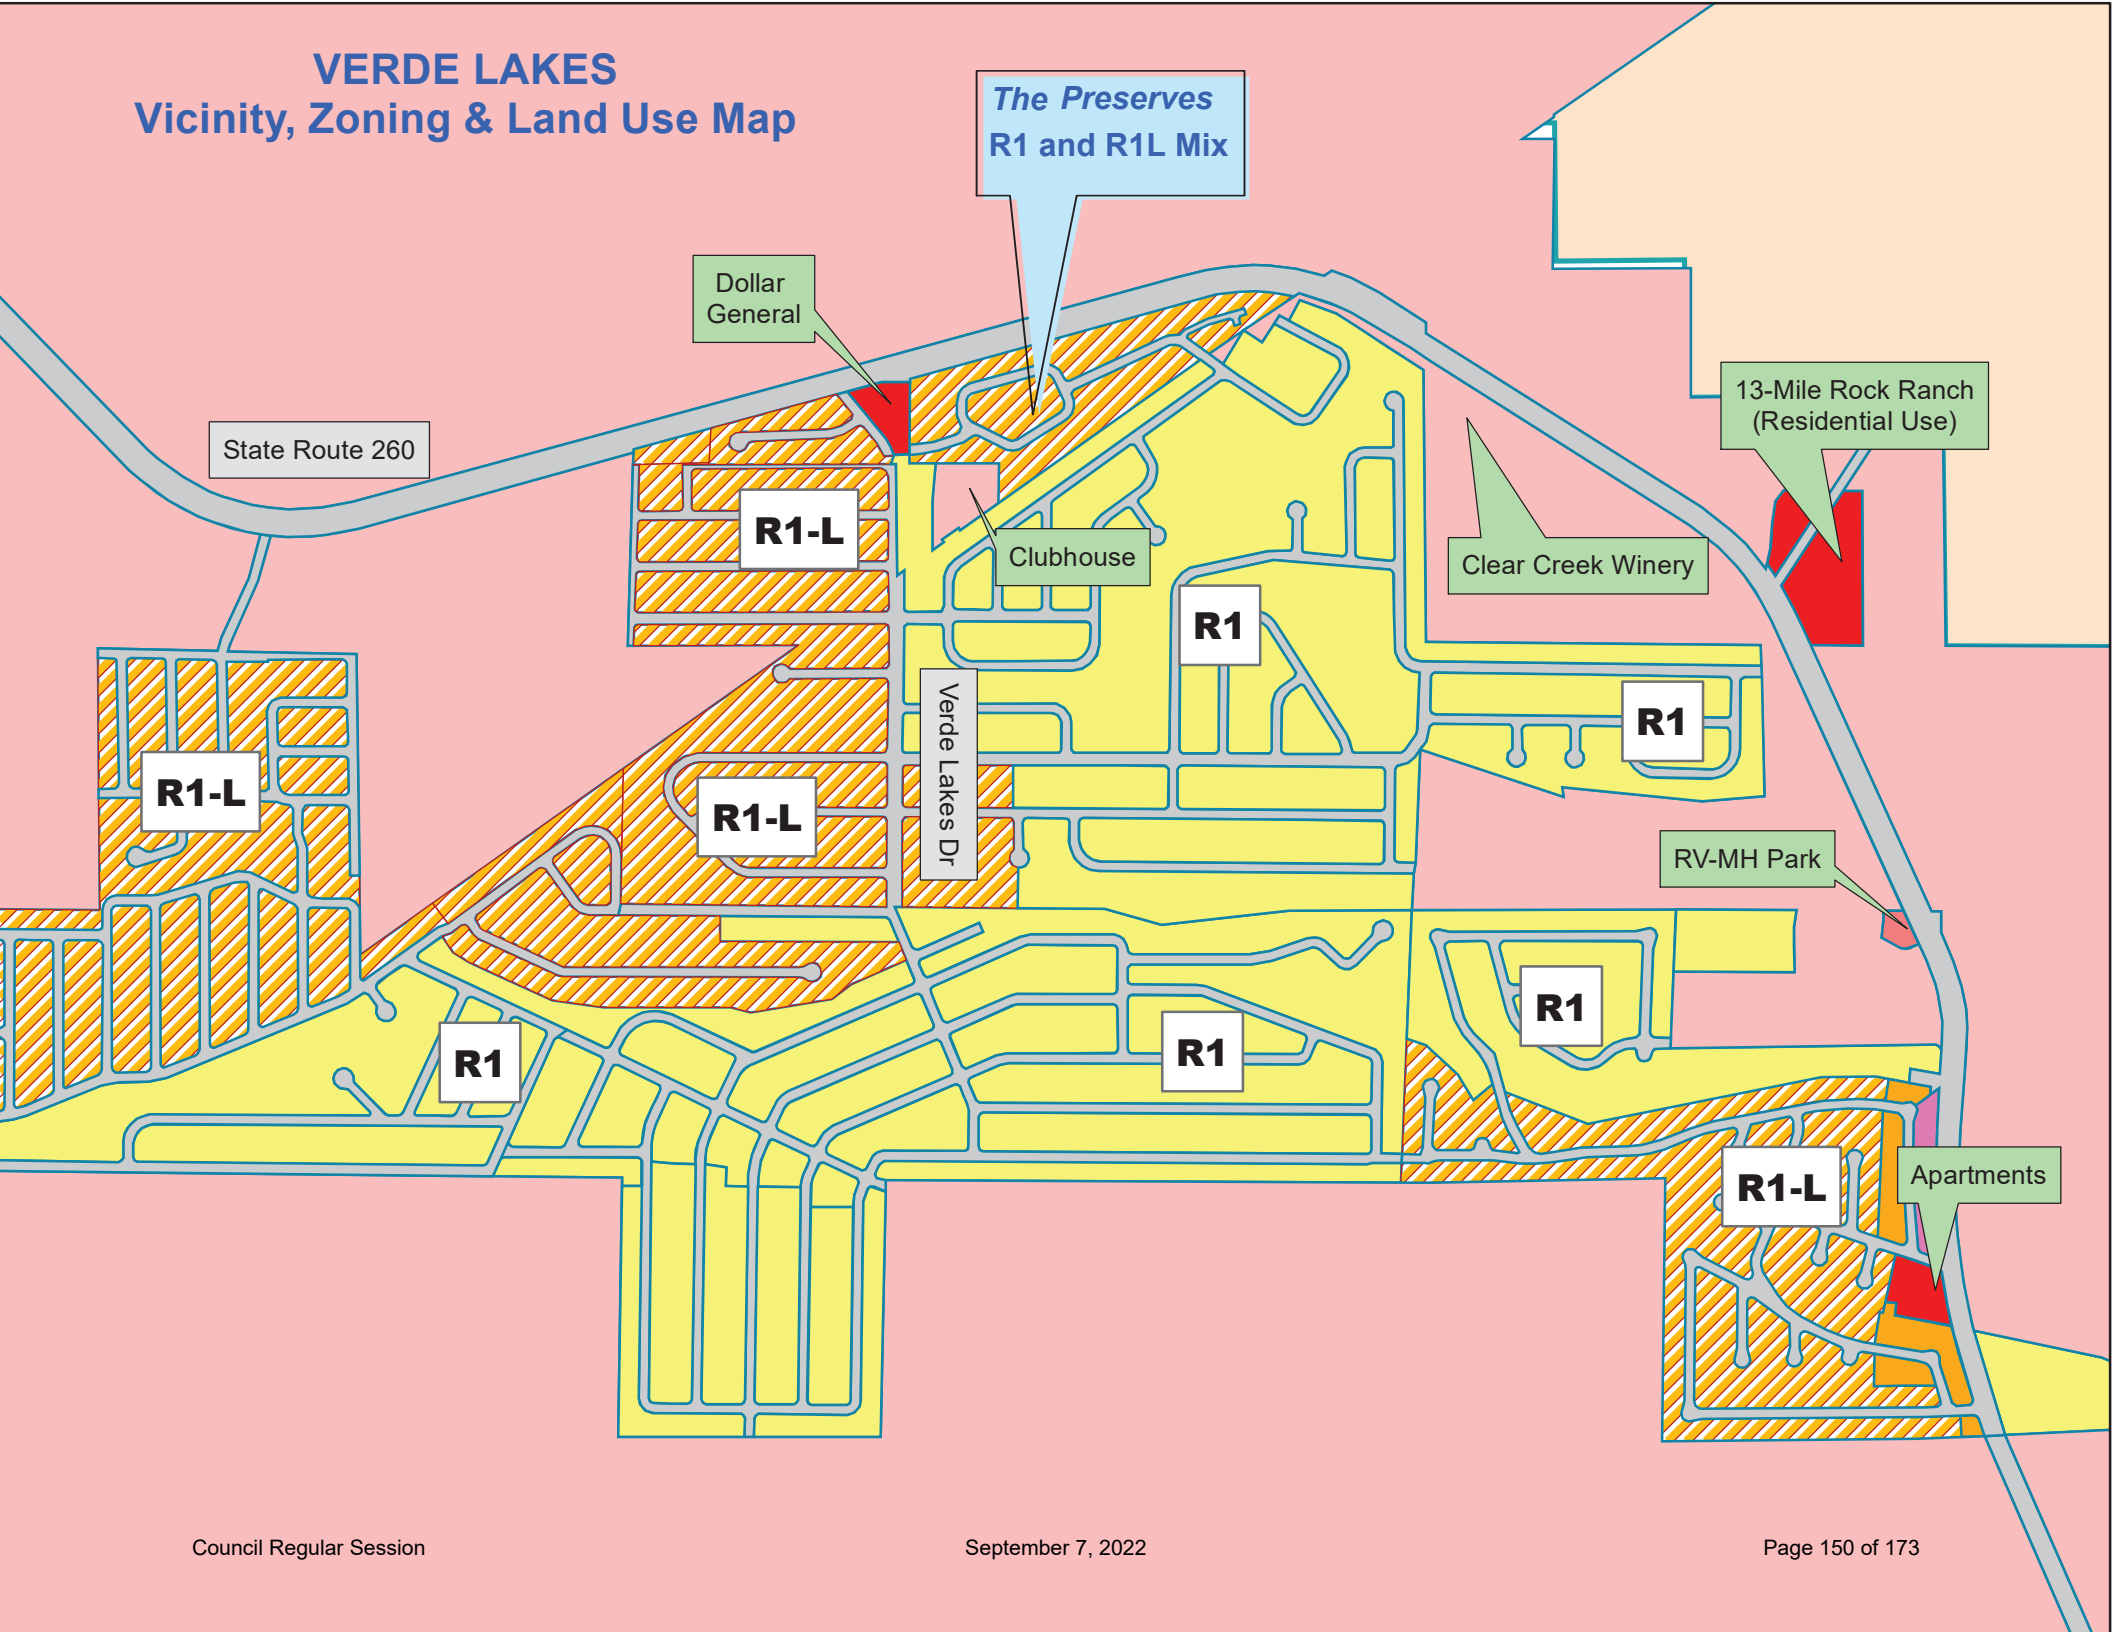 VERDE LAKES
Vicinity, Zoning & Land Use Map
The Preserves
R1 and R1L Mix
Dollar
General
13-Mile Rock Ranch
(Residential Use)
State Route 260
R1-L
Clubhouse
Clear Creek Winery
R1
Verde Lakes Dr
R1
R1-L
R1-L
RV-MH Park
R1
R1
R1
R1-L
Apartments
Council Regular Session
September 7, 2022
Page 150 of 173